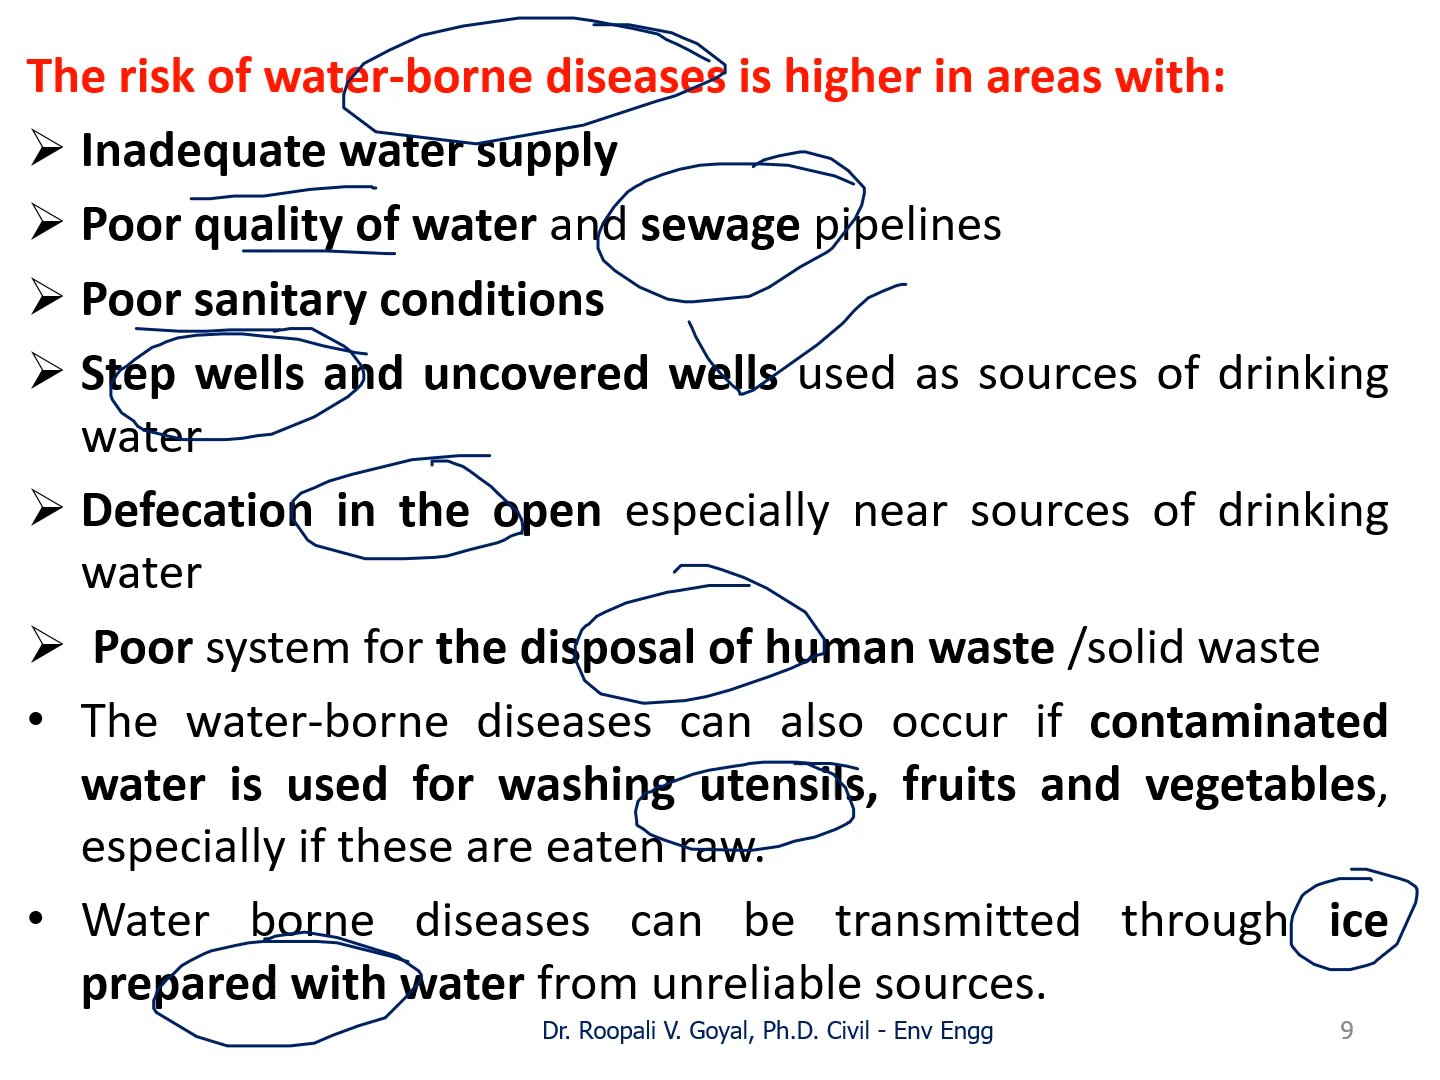 The risk of water-borne diseases is higher in areas with:
➢ Inadequate water supply
➢ Poor quality of water and sewage pipelines
➢ Poor sanitary conditions
➢ Step wells and uncovered wells used as sources of drinking
water
➢ Defecation in the open especially near sources of drinking
water
➢ Poor system for the disposal of human waste /solid waste
• The water-borne diseases can also occur if contaminated
water is used for washing utensils, fruits and vegetables,
especially if these are eaten raw.
• Water borne diseases can be transmitted through ice
prepared with water from unreliable sources.
Dr. Roopali V. Goyal, Ph.D. Civil - Env Engg 9